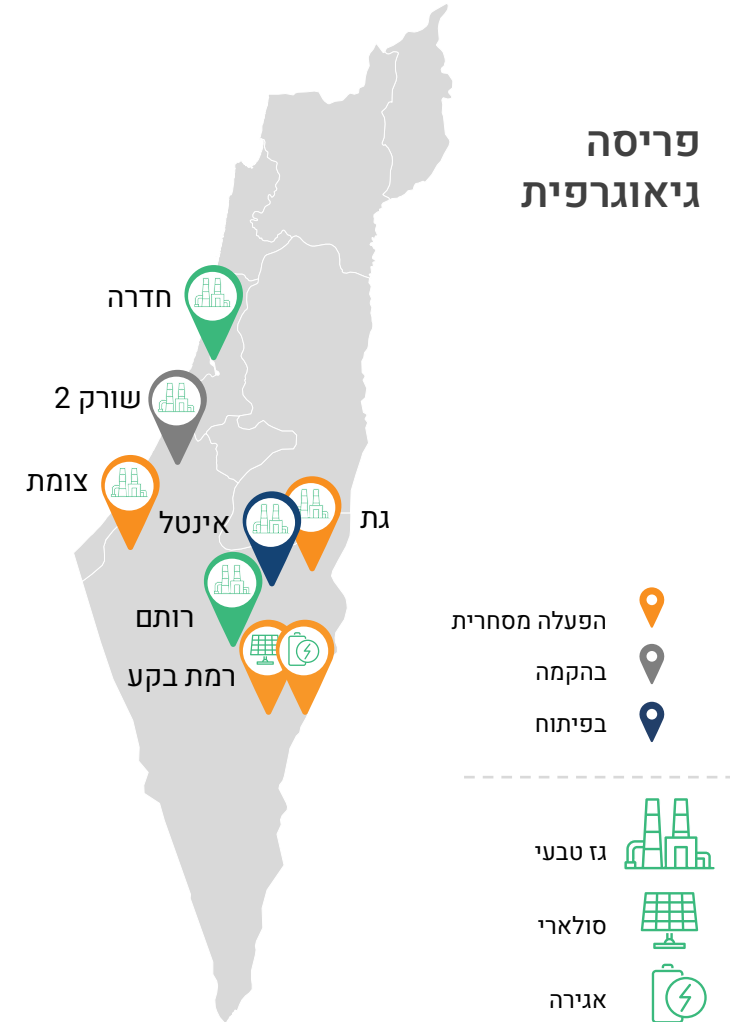 פריסה
גיאוגרפית
חדרה
שורק 2
צומת
גת
אינטל
רותם
רמת בקע
הפעלה מסחרית
בהקמה
בפיתוח
גז טבעי
סולארי
אגירה